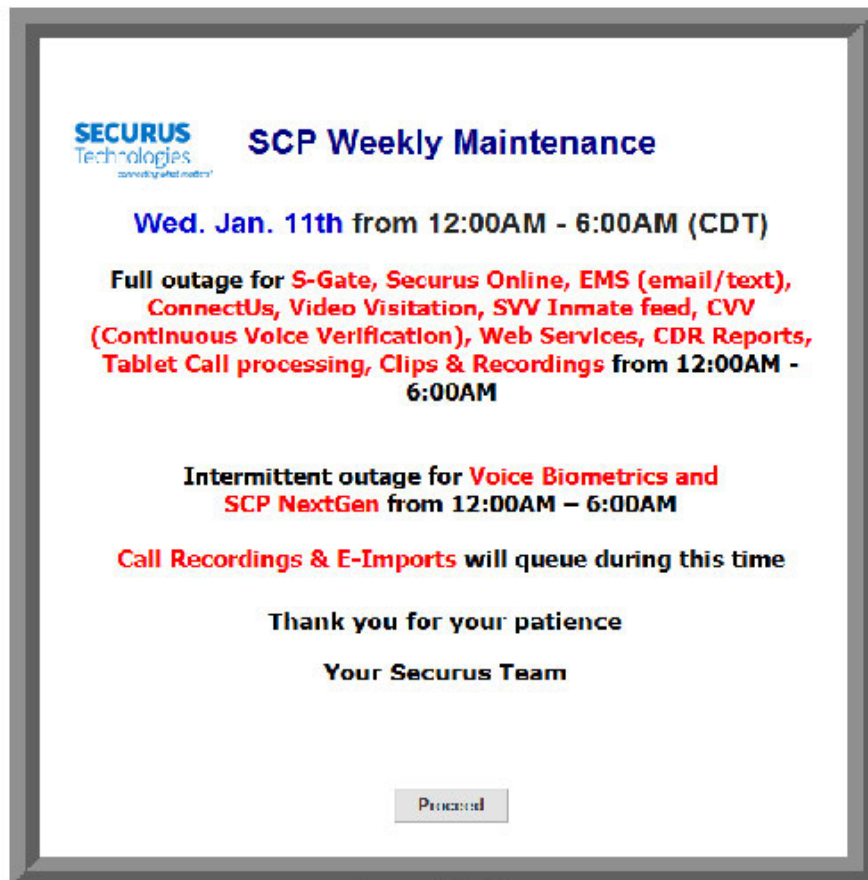 SECURUS
Technologies
connecting what matters®
SCP Weekly Maintenance
Wed. Jan. 11th from 12:00AM - 6:00AM (CDT)
Full outage for S-Gate, Securus Online, EMS (email/text),
ConnectUs, Video Visitation, SVV Inmate feed, CVV
(Continuous Voice Verification), Web Services, CDR Reports,
Tablet Call processing, Clips & Recordings from 12:00AM -
6:00AM
Intermittent outage for Voice Biometrics and
SCP NextGen from 12:00AM – 6:00AM
Call Recordings & E-Imports will queue during this time
Thank you for your patience
Your Securus Team
Proceed